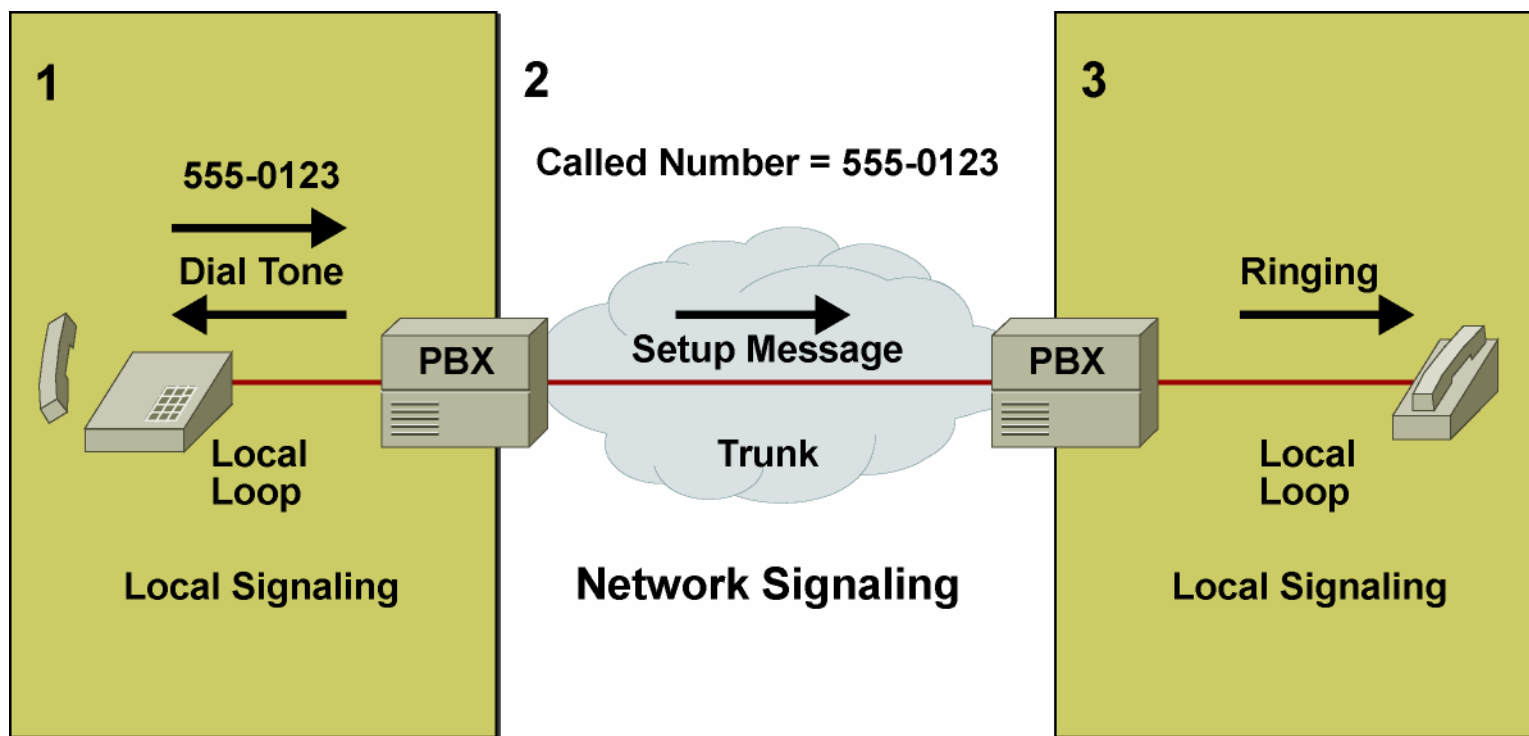 1
555-0123
Dial Tone
PBX
Local
Loop
Local Signaling
2
Called Number = 555-0123
Setup Message
Trunk
Network Signaling
3
Ringing
PBX
Local
Loop
Local Signaling